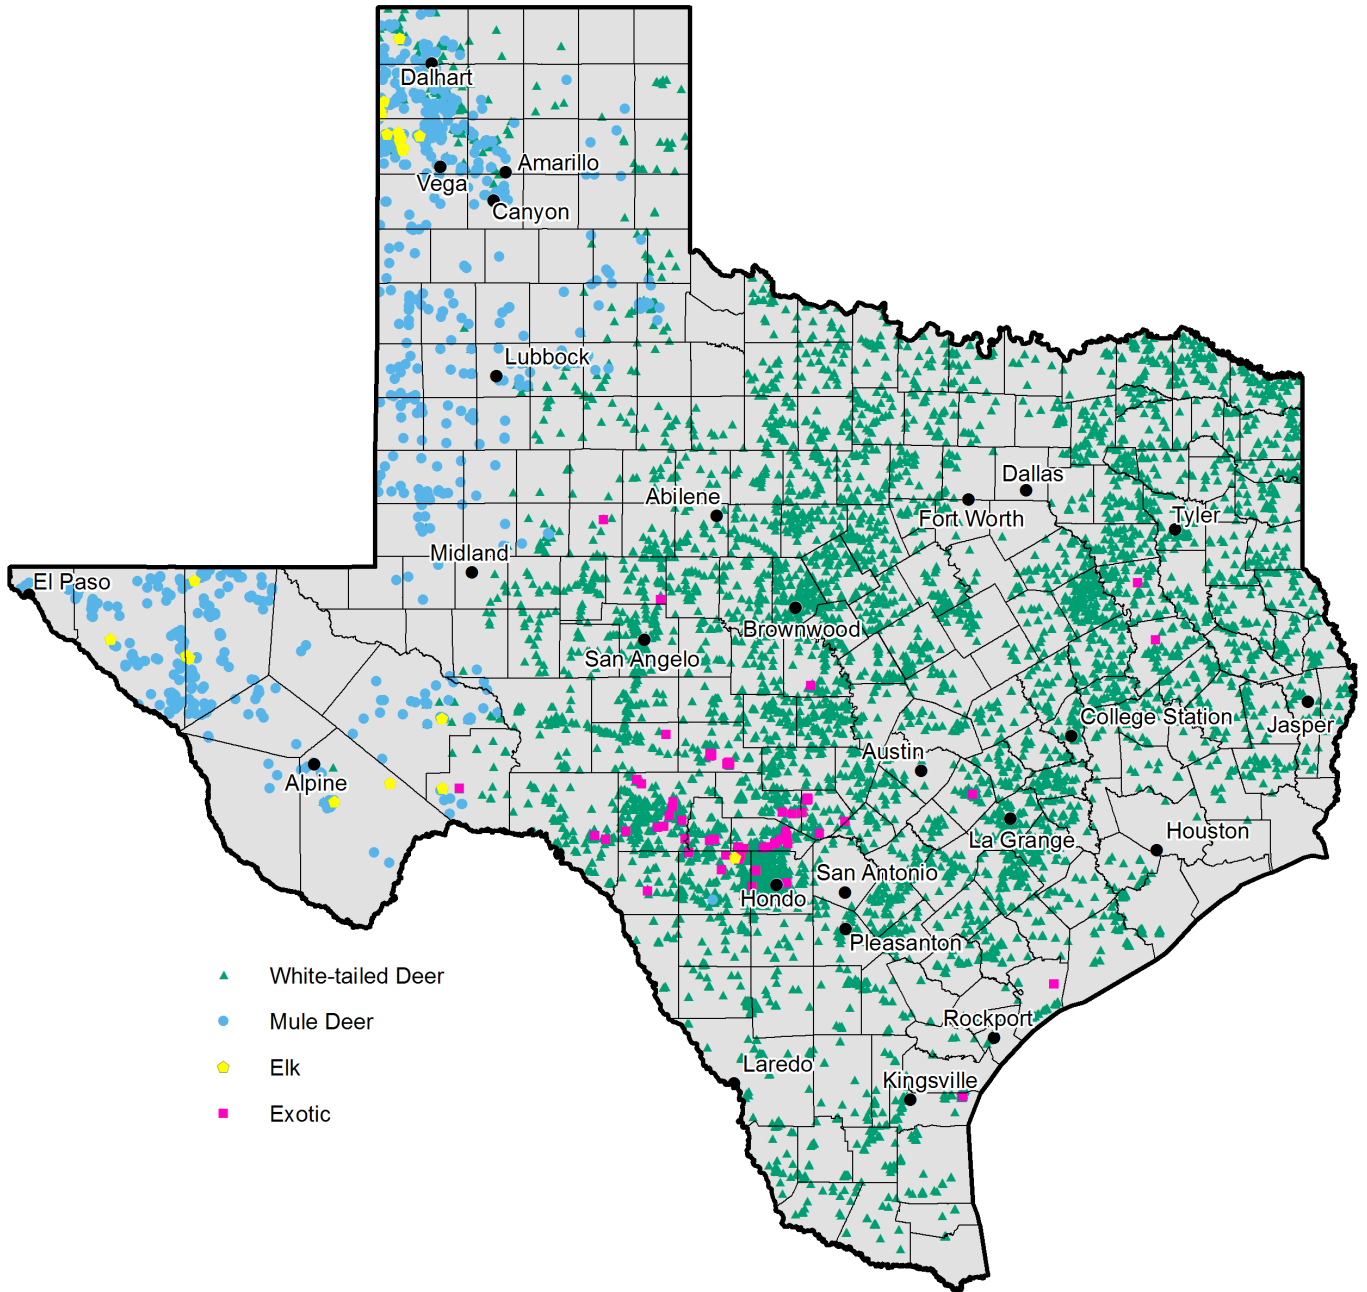 Dalhart
Amarillo
Vega
Canyon
Lubbock
Dallas
Abilene
Fort Worth
Tyler
Midland
El Paso
Brownwood
San Angelo
College Station
Jasper
Austin
Alpine
Houston
La Grange
San Antonio
Hondo
Pleasanton
White-tailed Deer
Mule Deer
Rockport
Elk
Laredo
Kingsville
Exotic